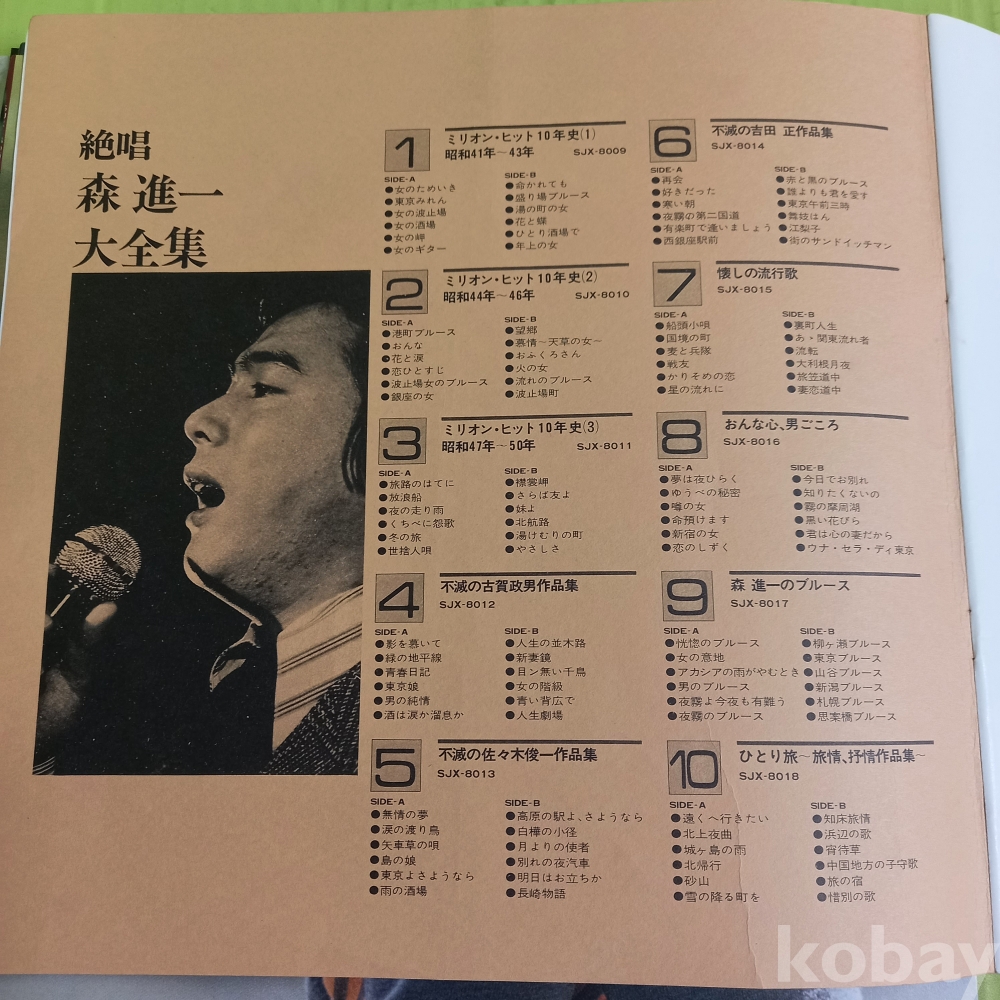 絶唱
森 進一
大全集
1
ミリオン・ヒット10年史(1)
昭和41年〜43年 SJX-8009
SIDE-A
●女のためいき
●東京みれん
●女の波止場
●女の酒場
●女の岬
●女のギター
SIDE-B
●命かれても
●盛り場ブルース
●湯の町の女
●花と蝶
●ひとり酒場で
●年上の女
2
ミリオン・ヒット10年史(2)
昭和44年〜46年 SJX-8010
SIDE-A
●港町ブルース
●おんな
●花と涙
●恋ひとすじ
●波止場女のブルース
●銀座の女
SIDE-B
●望郷
●慕情〜天草の女〜
●おふくろさん
●火の女
●流れのブルース
●波止場町
3
ミリオン・ヒット10年史(3)
昭和47年〜50年 SJX-8011
SIDE-A
●旅路のはてに
●放浪船
●夜の走り雨
●くちべに怨歌
●冬の旅
●世捨人唄
SIDE-B
●襟裳岬
●さらば友よ
●妹よ
●北航路
●湯けむりの町
●やさしさ
4
不滅の古賀政男作品集
SJX-8012
SIDE-A
●影を慕いて
●緑の地平線
●青春日記
●東京娘
●男の純情
●酒は涙か溜息か
SIDE-B
●人生の並木路
●新妻鏡
●目ン無い千鳥
●女の階級
●青い背広で
●人生劇場
5
不滅の佐々木俊一作品集
SJX-8013
SIDE-A
●無情の夢
●涙の渡り鳥
●矢車草の唄
●島の娘
●東京よさようなら
●雨の酒場
SIDE-B
●高原の駅よ、さようなら
●白樺の小径
●月よりの使者
●別れの夜汽車
●明日はお立ちか
●長崎物語
6
不滅の吉田 正作品集
SJX-8014
SIDE-A
●再会
●好きだった
●寒い朝
●夜霧の第二国道
●有楽町で逢いましょう
●西銀座駅前
SIDE-B
●赤と黒のブルース
●誰よりも君を愛す
●東京午前三時
●舞妓はん
●江梨子
●街のサンドイッチマン
7
懐しの流行歌
SJX-8015
SIDE-A
●船頭小唄
●国境の町
●麦と兵隊
●戦友
●かりそめの恋
●星の流れに
SIDE-B
●裏町人生
●あゝ関東流れ者
●流転
●大利根月夜
●旅笠道中
●妻恋道中
8
おんな心、男ごころ
SJX-8016
SIDE-A
●夢は夜ひらく
●ゆうべの秘密
●噂の女
●命預けます
●新宿の女
●恋のしずく
SIDE-B
●今日でお別れ
●知りたくないの
●霧の摩周湖
●黒い花びら
●君は心の妻だから
●ウナ・セラ・ディ東京
9
森 進一のブルース
SJX-8017
SIDE-A
●恍惚のブルース
●女の意地
●アカシアの雨がやむとき
●男のブルース
●夜霧よ今夜も有難う
●夜霧のブルース
SIDE-B
●柳ヶ瀬ブルース
●東京ブルース
●山谷ブルース
●新潟ブルース
●札幌ブルース
●思案橋ブルース
10
ひとり旅〜旅情、抒情作品集〜
SJX-8018
SIDE-A
●遠くへ行きたい
●北上夜曲
●城ヶ島の雨
●北帰行
●砂山
●雪の降る町を
SIDE-B
●知床旅情
●浜辺の歌
●宵待草
●中国地方の子守歌
●旅の宿
●惜別の歌
kobay